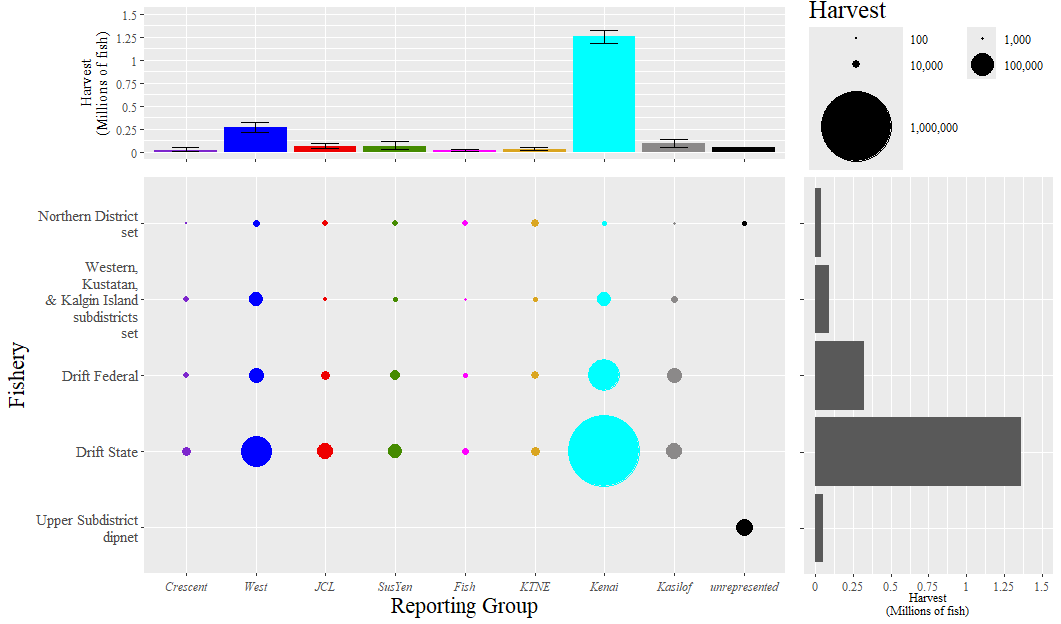 Harvest
100
1,000
10,000
100,000
1,000,000
Harvest
(Millions of fish)
1.5
1.25
1
0.75
0.5
0.25
0
Fishery
Northern District
set
Western,
Kustatan,
& Kalgin Island
subdistricts
set
Drift Federal
Drift State
Upper Subdistrict
dipnet
Crescent
West
JCL
SusYen
Fish
KTNE
Kenai
Kasilof
unrepresented
Reporting Group
0
0.25
0.5
0.75
1
1.25
1.5
Harvest
(Millions of fish)